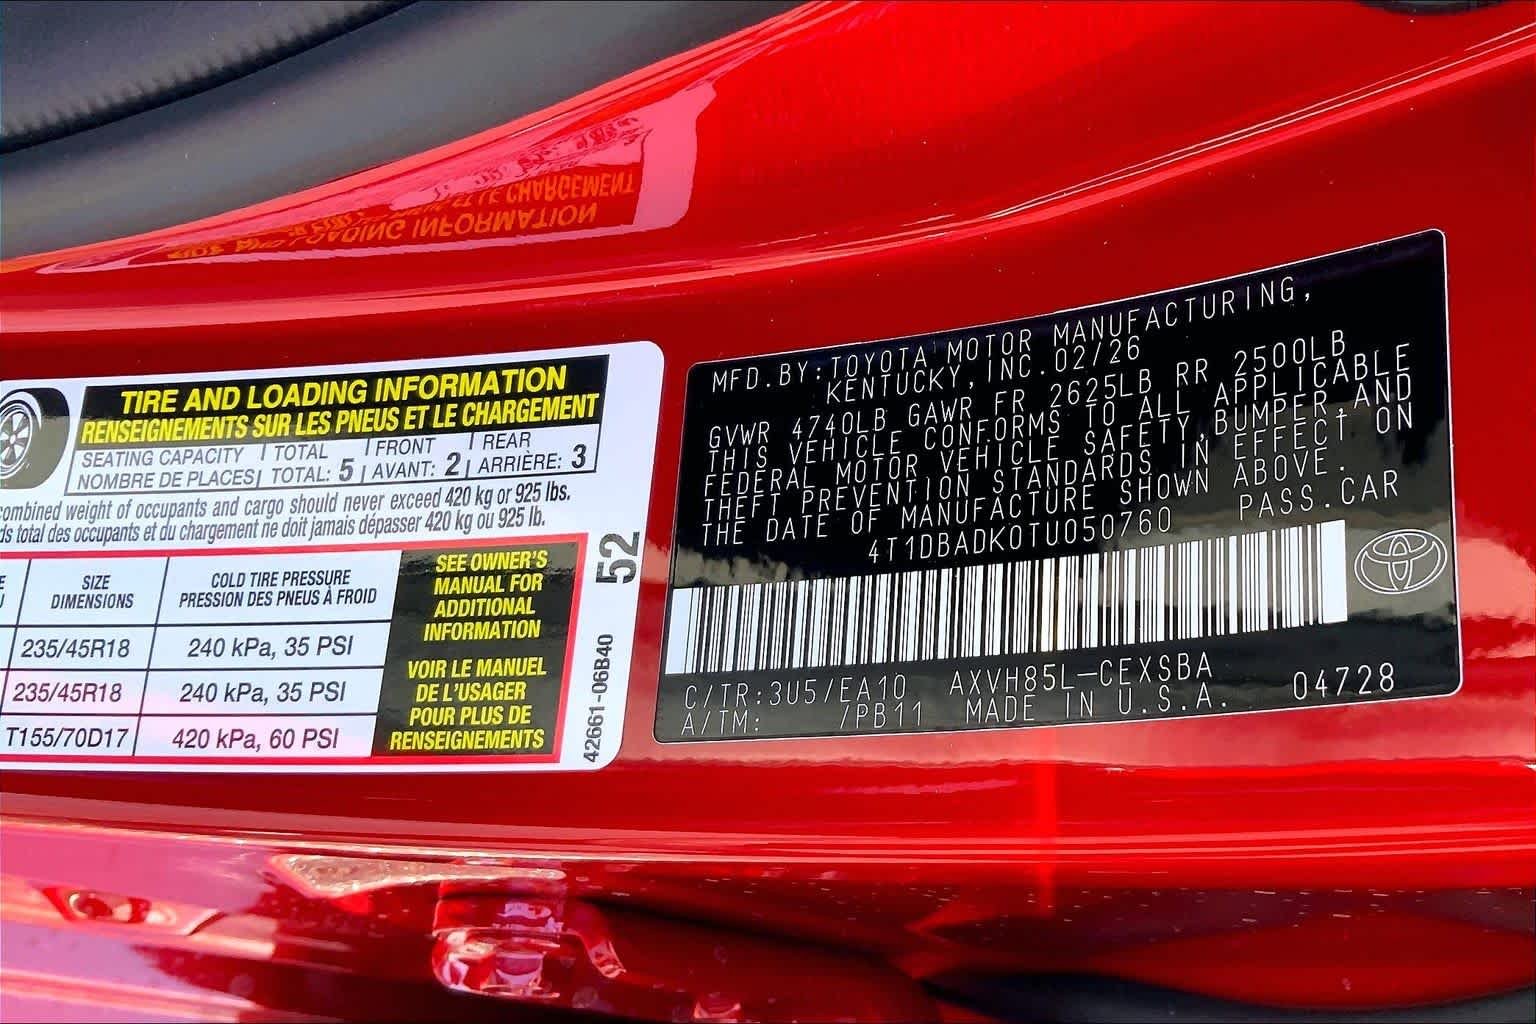 TIRE AND LOADING INFORMATION
RENSEIGNEMENTS SUR LES PNEUS ET LE CHARGEMENT
SEATING CAPACITY TOTAL FRONT REAR
NOMBRE DE PLACES TOTAL: 5 AVANT: 2 ARRIÈRE: 3
combined weight of occupants and cargo should never exceed 420 kg or 925 lbs.
total des occupants et du chargement ne doit jamais dépasser 420 kg ou 925 lb.
SIZE COLD TIRE PRESSURE
DIMENSIONS PRESSION DES PNEUS À FROID
235/45R18 240 kPa, 35 PSI
235/45R18 240 kPa, 35 PSI
T155/70D17 420 kPa, 60 PSI
SEE OWNER'S
MANUAL FOR
ADDITIONAL
INFORMATION
VOIR LE MANUEL
DE L'USAGER
POUR PLUS DE
RENSEIGNEMENTS
52
42661-06B40
MFD. BY: TOYOTA MOTOR MANUFACTURING,
KENTUCKY, INC. 02/26
GVWR 4740LB GAWR FR 2625LB RR 2500LB
THIS VEHICLE CONFORMS TO ALL APPLICABLE
FEDERAL MOTOR VEHICLE SAFETY, BUMPER, AND
THEFT PREVENTION STANDARDS IN EFFECT ON
THE DATE OF MANUFACTURE SHOWN ABOVE.
4T1DBADK0TU050760 PASS. CAR
C/TR: 3U5/EA10 AXVH85L-CEXSBA
A/TM: /PB11 MADE IN U.S.A. 04728